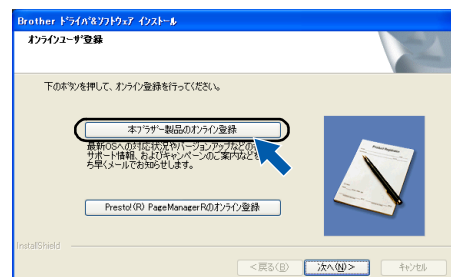 Brother ドライバ&ソフトウェア インストール
オンラインユーザ登録
下のボタンを押して、オンライン登録を行ってください。
本ブラザー製品のオンライン登録
最新OSへの対応状況やバージョンアップなどの
サポート情報、およびキャンペーンのご案内などを
ち早くメールでお知らせします。
Presto!(R) PageManagerRのオンライン登録
Product Registration
InstallShield
<戻る(B) 次へ(N)> キャンセル